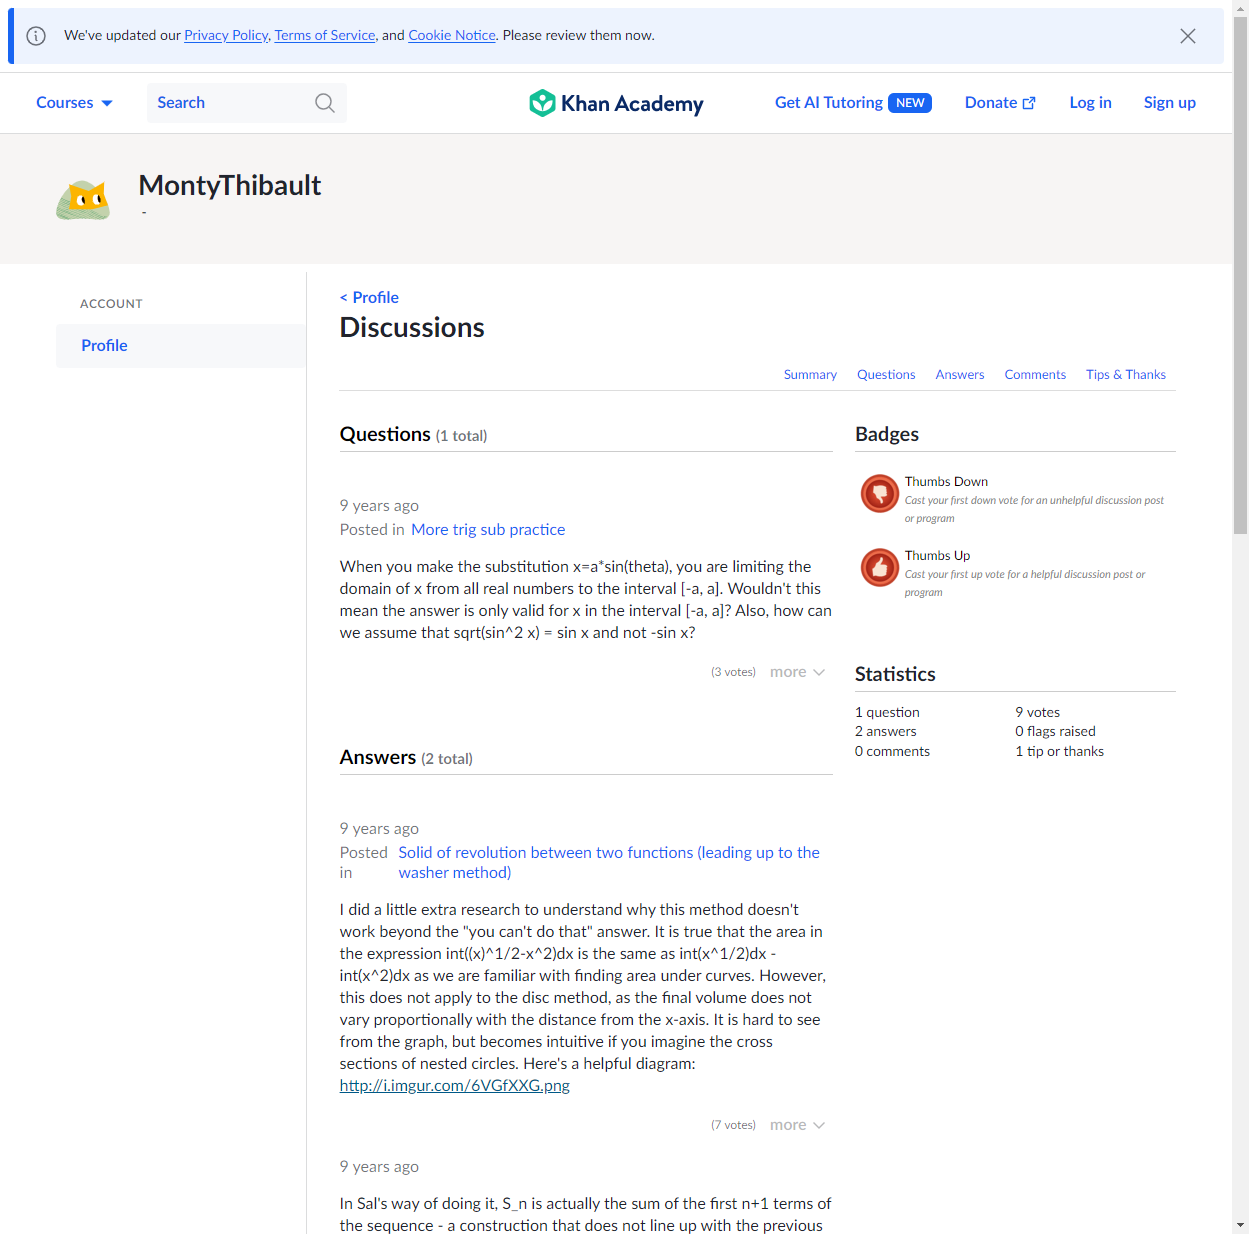 We've updated our Privacy Policy, Terms of Service, and Cookie Notice. Please review them now.
Courses
Search
Khan Academy
Get AI Tutoring NEW
Donate
Log in
Sign up
MontyThibault
-
ACCOUNT
Profile
< Profile
Discussions
Summary
Questions
Answers
Comments
Tips & Thanks
Questions (1 total)
9 years ago
Posted in More trig sub practice
When you make the substitution x=a*sin(theta), you are limiting the
domain of x from all real numbers to the interval [-a, a]. Wouldn't this
mean the answer is only valid for x in the interval [-a, a]? Also, how can
we assume that sqrt(sin^2 x) = sin x and not -sin x?
(3 votes) more
Answers (2 total)
9 years ago
Posted in Solid of revolution between two functions (leading up to the
washer method)
I did a little extra research to understand why this method doesn't
work beyond the "you can't do that" answer. It is true that the area in
the expression int((x)^1/2-x^2)dx is the same as int(x^1/2)dx -
int(x^2)dx as we are familiar with finding area under curves. However,
this does not apply to the disc method, as the final volume does not
vary proportionally with the distance from the x-axis. It is hard to see
from the graph, but becomes intuitive if you imagine the cross
sections of nested circles. Here's a helpful diagram:
http://i.imgur.com/6VGfXXG.png
(7 votes) more
9 years ago
In Sal's way of doing it, S_n is actually the sum of the first n+1 terms of
the sequence - a construction that does not line up with the previous
Badges
Thumbs Down
Cast your first down vote for an unhelpful discussion post
or program
Thumbs Up
Cast your first up vote for a helpful discussion post or
program
Statistics
1 question
9 votes
2 answers
0 flags raised
0 comments
1 tip or thanks